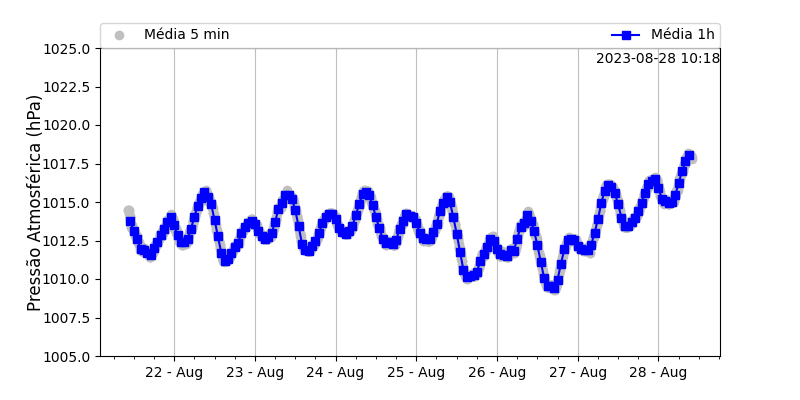 Média 5 min
Média 1h
2023-08-28 10:18
Pressão Atmosférica (hPa)
1025.0
1022.5
1020.0
1017.5
1015.0
1012.5
1010.0
1007.5
1005.0
22 - Aug
23 - Aug
24 - Aug
25 - Aug
26 - Aug
27 - Aug
28 - Aug